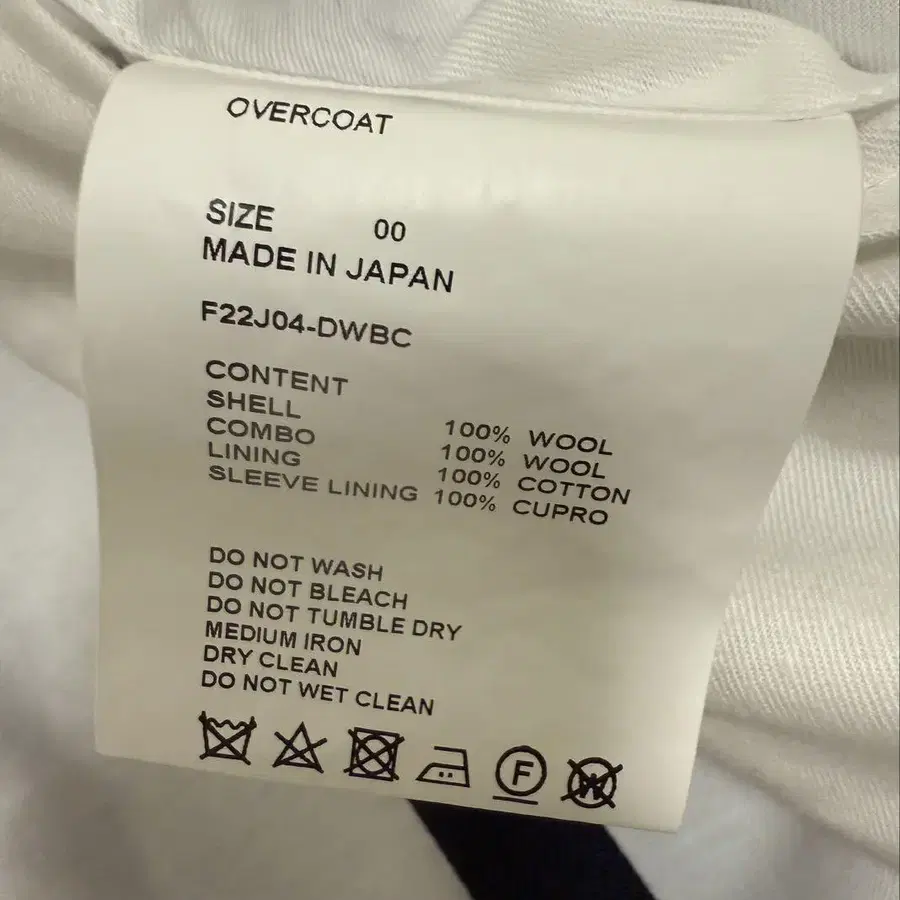 OVERCOAT
SIZE 00
MADE IN JAPAN
F22J04-DWBC
CONTENT
SHELL 100% WOOL
COMBO 100% WOOL
LINING 100% COTTON
SLEEVE LINING 100% CUPRO
DO NOT WASH
DO NOT BLEACH
DO NOT TUMBLE DRY
MEDIUM IRON
DRY CLEAN
DO NOT WET CLEAN
F W